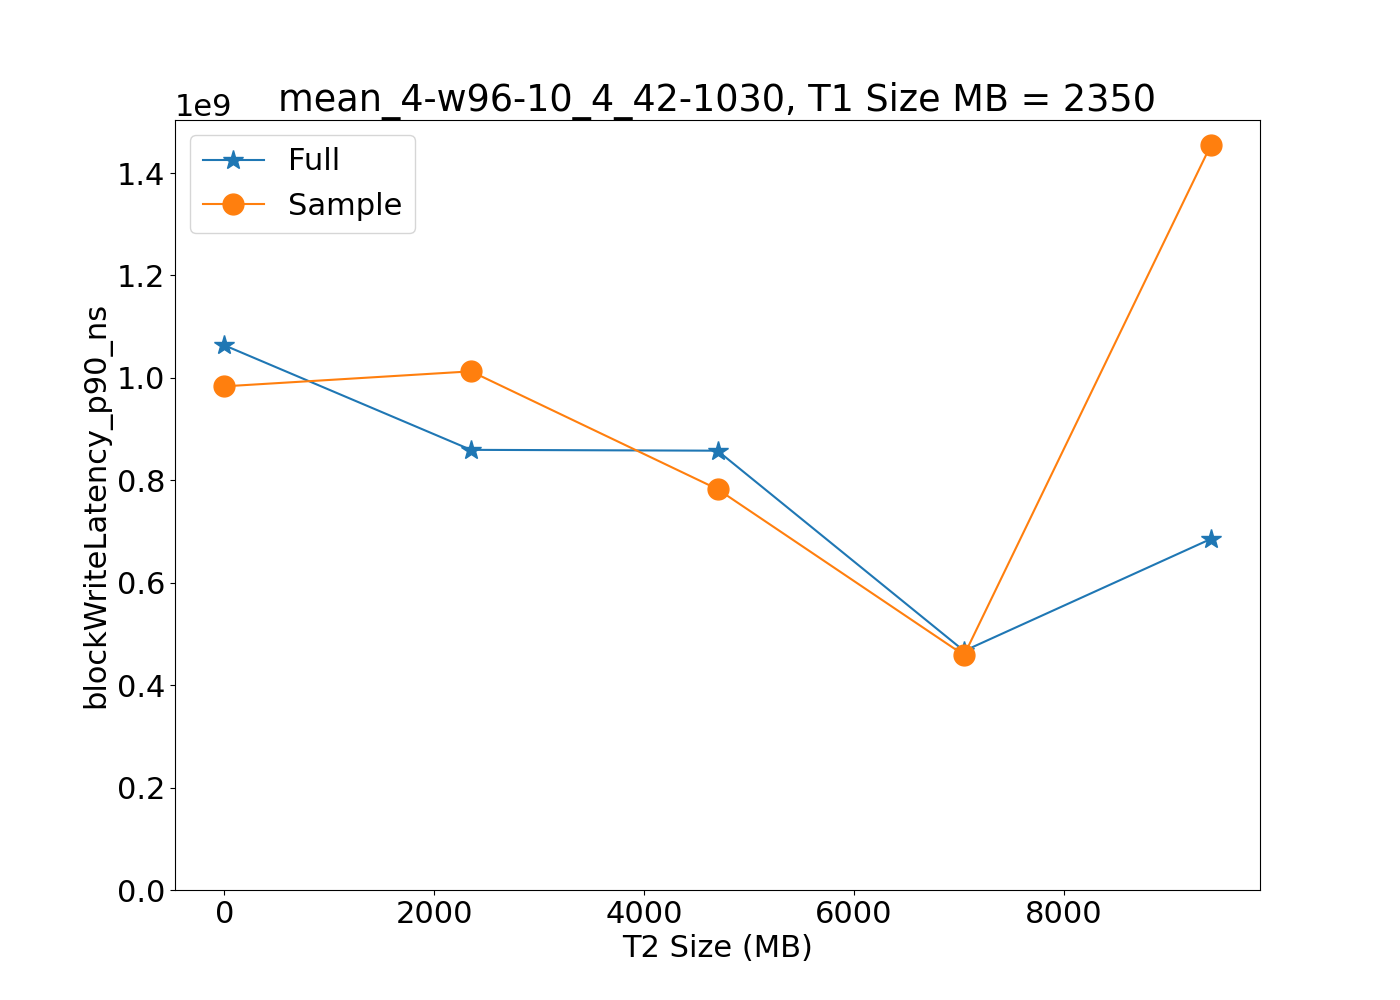 1e9
mean_4-w96-10_4_42-1030, T1 Size MB = 2350
Full
Sample
1.4
1.2
1.0
0.8
0.6
0.4
0.2
0.0
blockWriteLatency_p90_ns
0 2000 4000 6000 8000
T2 Size (MB)